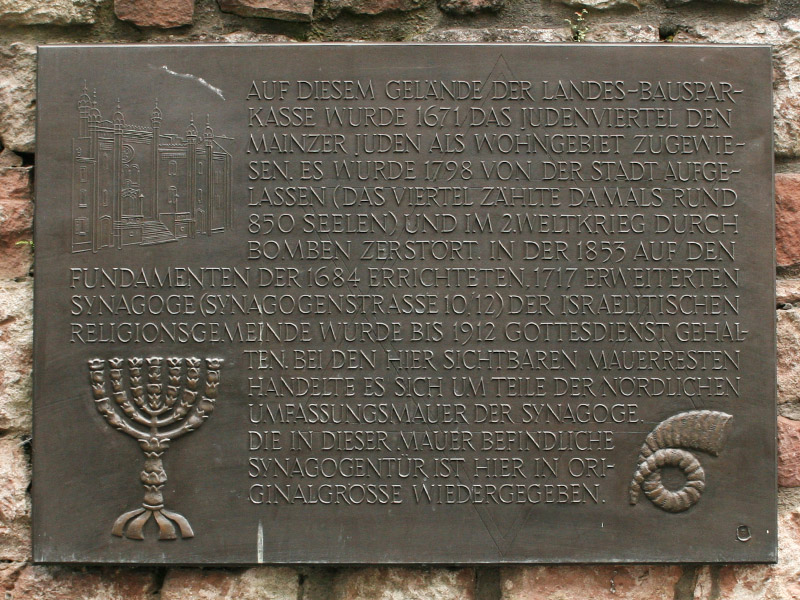 AUF DIESEM GELÄNDE DER LANDES-BAUSPAR-
KASSE WURDE 1671 DAS JUDENVIERTEL DEN
MAINZER JUDEN ALS WOHNGEBIET ZUGEWIE-
SEN. ES WURDE 1798 VON DER STADT AUFGE-
LASSEN (DAS VIERTEL ZÄHLTE DAMALS RUND
850 SEELEN) UND IM 2.WELTKRIEG DURCH
BOMBEN ZERSTÖRT. IN DER 1853 AUF DEN
FUNDAMENTEN DER 1684 ERRICHTETEN, 1717 ERWEITERTEN
SYNAGOGE (SYNAGOGENSTRASSE 10,12) DER ISRAELITISCHEN
RELIGIONSGEMEINDE WURDE BIS 1912 GOTTESDIENST GEHAL-
TEN. BEI DEN HIER SICHTBAREN MAUERRESTEN
HANDELTE ES SICH UM TEILE DER NÖRDLICHEN
UMFASSUNGSMAUER DER SYNAGOGE.
DIE IN DIESER MAUER BEFINDLICHE
SYNAGOGENTÜR IST HIER IN ORI-
GINALGRÖSSE WIEDERGEGEBEN.